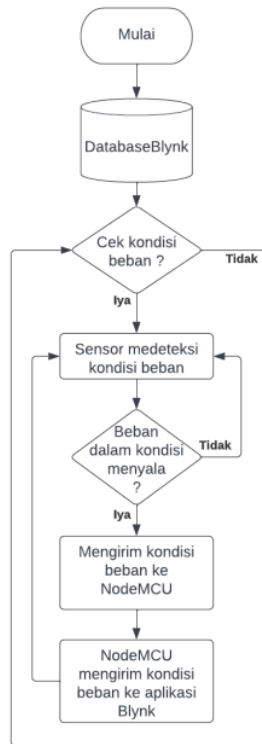 Mulai
DatabaseBlynk
Cek kondisi
beban ?
Tidak
Iya
Sensor medeteksi
kondisi beban
Beban
dalam kondisi
menyala
?
Tidak
Iya
Mengirim kondisi
beban ke
NodeMCU
NodeMCU
mengirim kondisi
beban ke aplikasi
Blynk